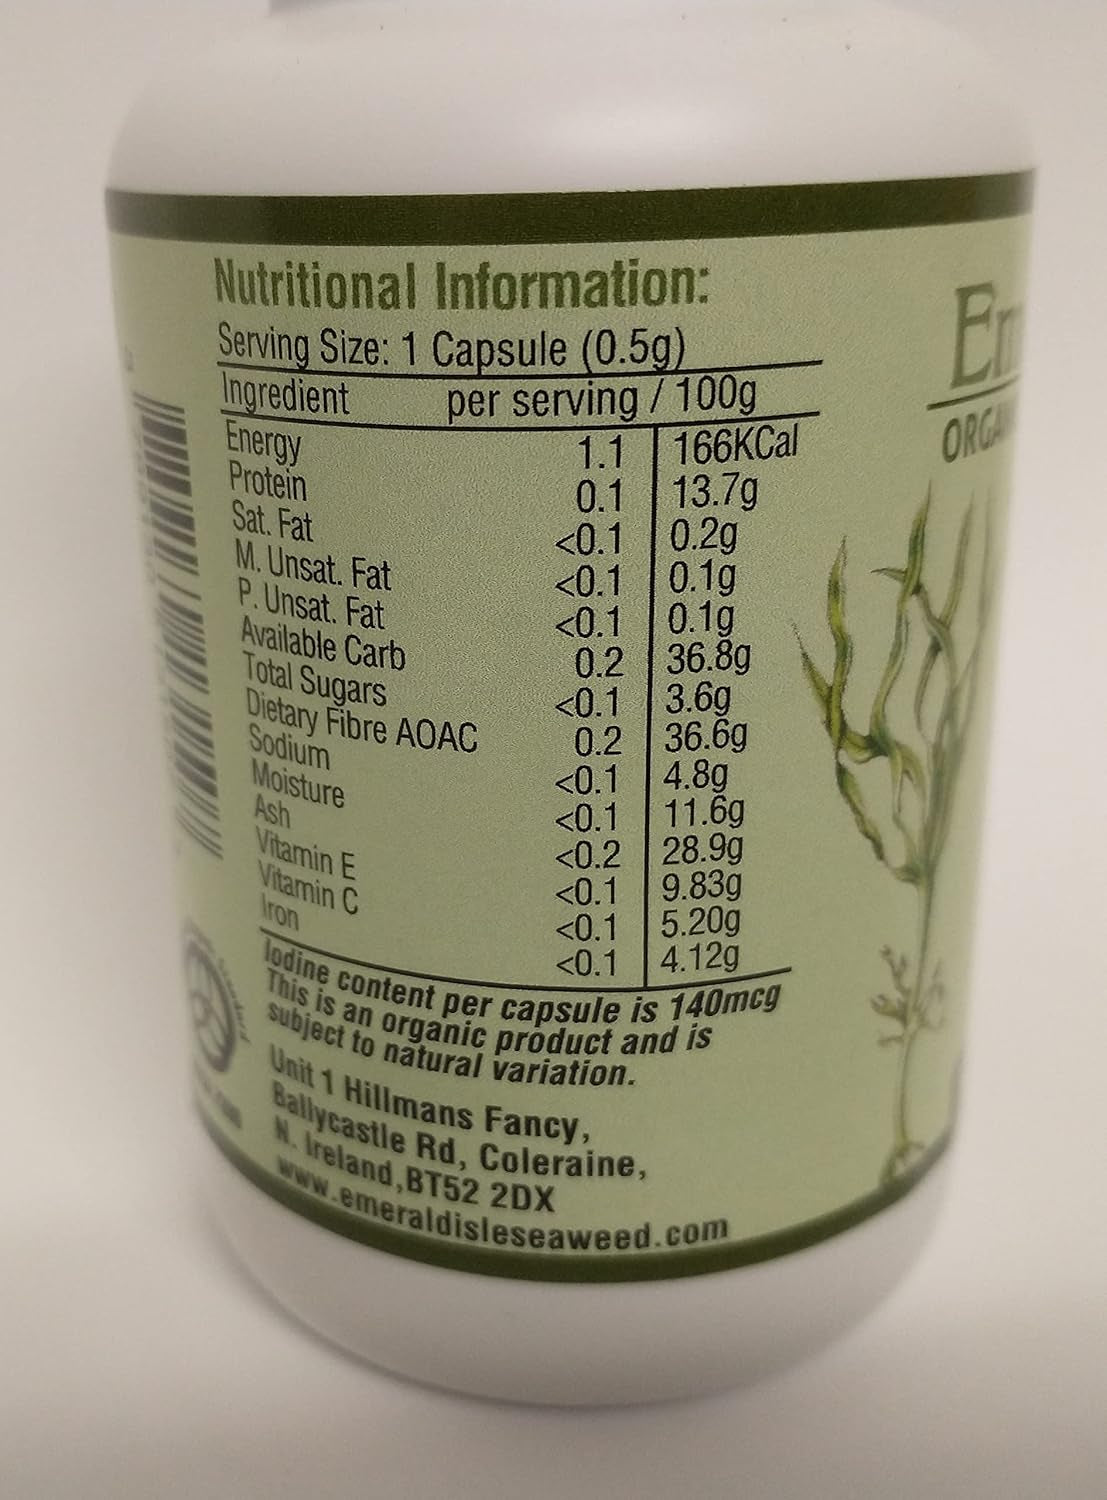 Nutritional Information:
Serving Size: 1 Capsule (0.5g)
Ingredient per serving / 100g
Energy 1.1 166KCal
Protein 0.1 13.7g
Sat. Fat <0.1 0.2g
M. Unsat. Fat <0.1 0.1g
P. Unsat. Fat <0.1 0.1g
Available Carb 0.2 36.8g
Total Sugars <0.1 3.6g
Dietary Fibre AOAC 0.2 36.6g
Sodium <0.1 4.8g
Moisture <0.1 11.6g
Ash <0.2 28.9g
Vitamin E <0.1 9.83g
Vitamin C <0.1 5.20g
Iron <0.1 4.12g
Iodine content per capsule is 140mcg
This is an organic product and is
subject to natural variation.
Unit 1 Hillmans Fancy,
Ballycastle Rd, Coleraine,
N. Ireland,BT52 2DX
www.emeraldisleseaweed.com